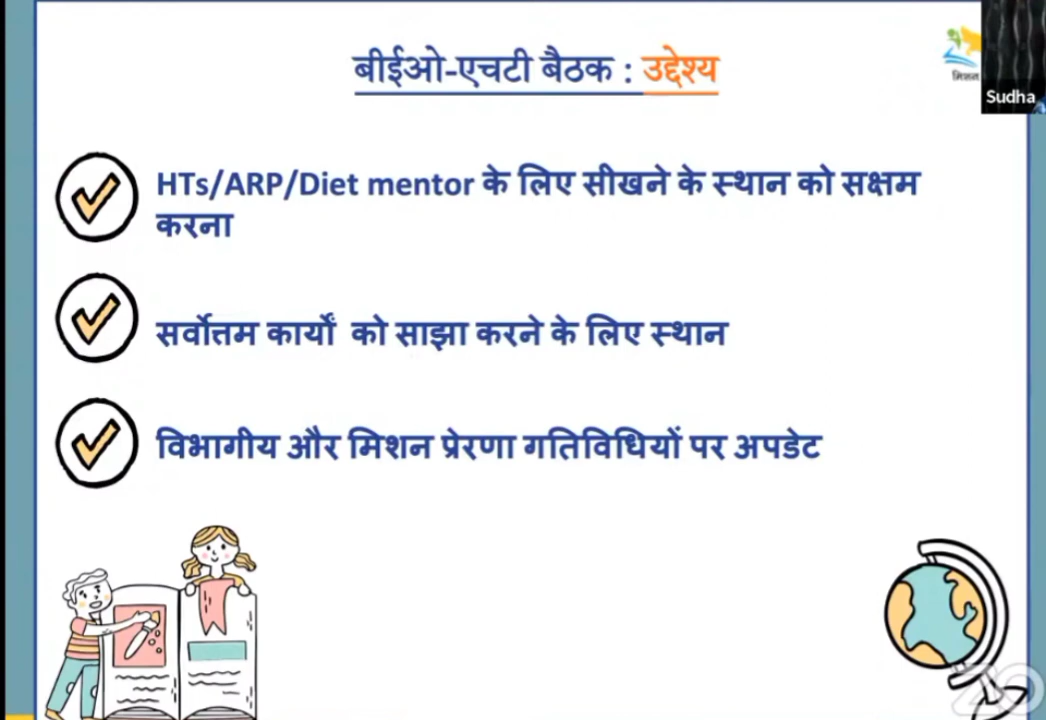 बीईओ-एचटी बैठक : उद्देश्य
मिशन
Sudha
HTs/ARP/Diet mentor के लिए सीखने के स्थान को सक्षम
करना
सर्वोत्तम कार्यों को साझा करने के लिए स्थान
विभागीय और मिशन प्रेरणा गतिविधियों पर अपडेट